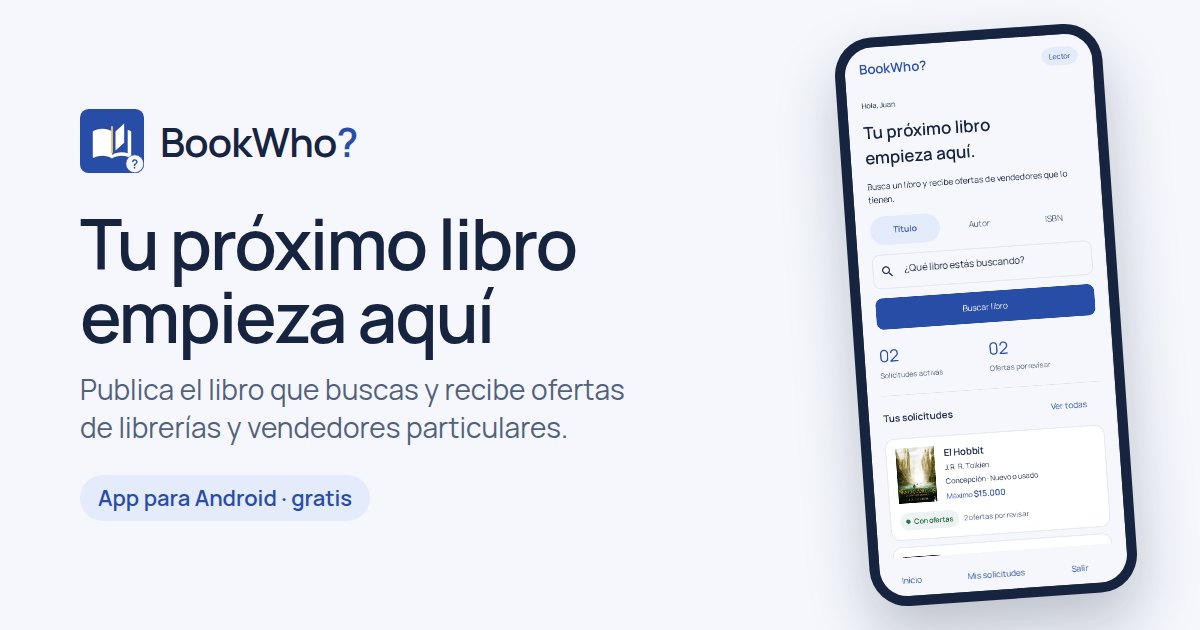 BookWho?
Tu próximo libro
empieza aquí
Publica el libro que buscas y recibe ofertas
de librerías y vendedores particulares.
App para Android · gratis
BookWho?
Lector
Hola, Juan
Tu próximo libro
empieza aquí.
Busca un libro y recibe ofertas de vendedores que lo
tienen.
Título
Autor
ISBN
¿Qué libro estás buscando?
Buscar libro
02
02
Solicitudes activas
Ofertas por revisar
Tus solicitudes
Ver todas
El Hobbit
J.R. R. Tolkien
Concepción · Nuevo o usado
Máximo $15.000
Con ofertas
2 ofertas por revisar
Inicio
Mis solicitudes
Salir